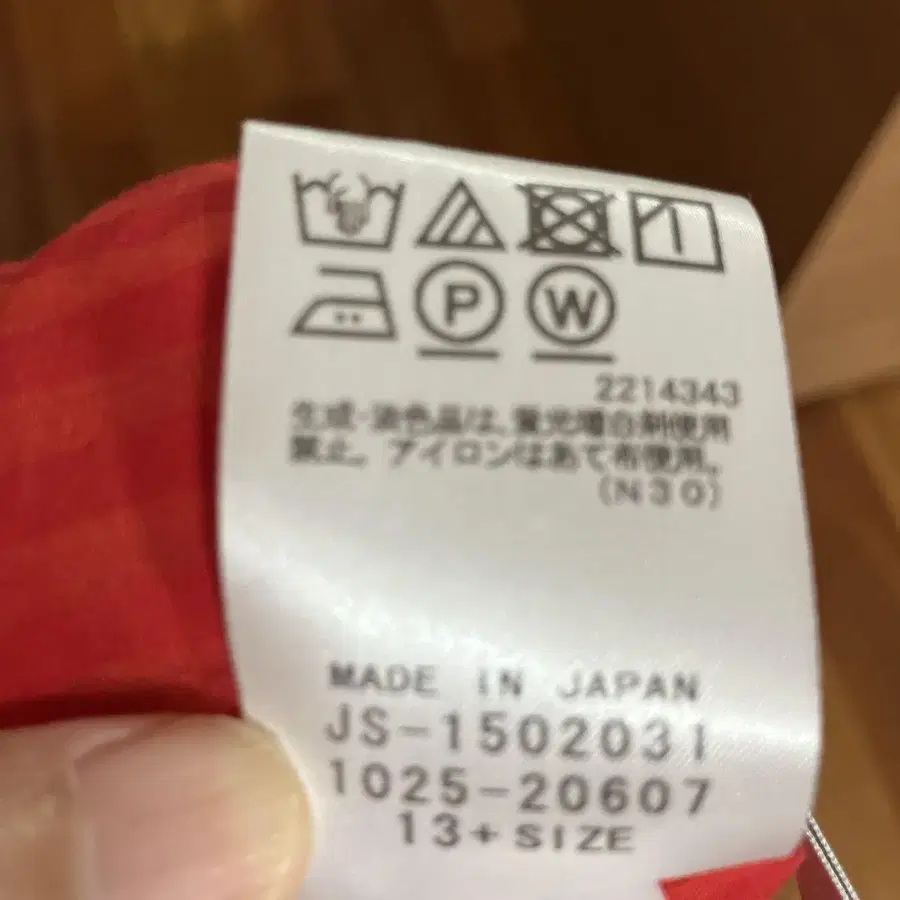 P W
2214343
生成・淡色品は、蛍光増白剤使用
禁止。アイロンはあて布使用。
(N30)
MADE IN JAPAN
JS-1502031
1025-20607
13+SIZE